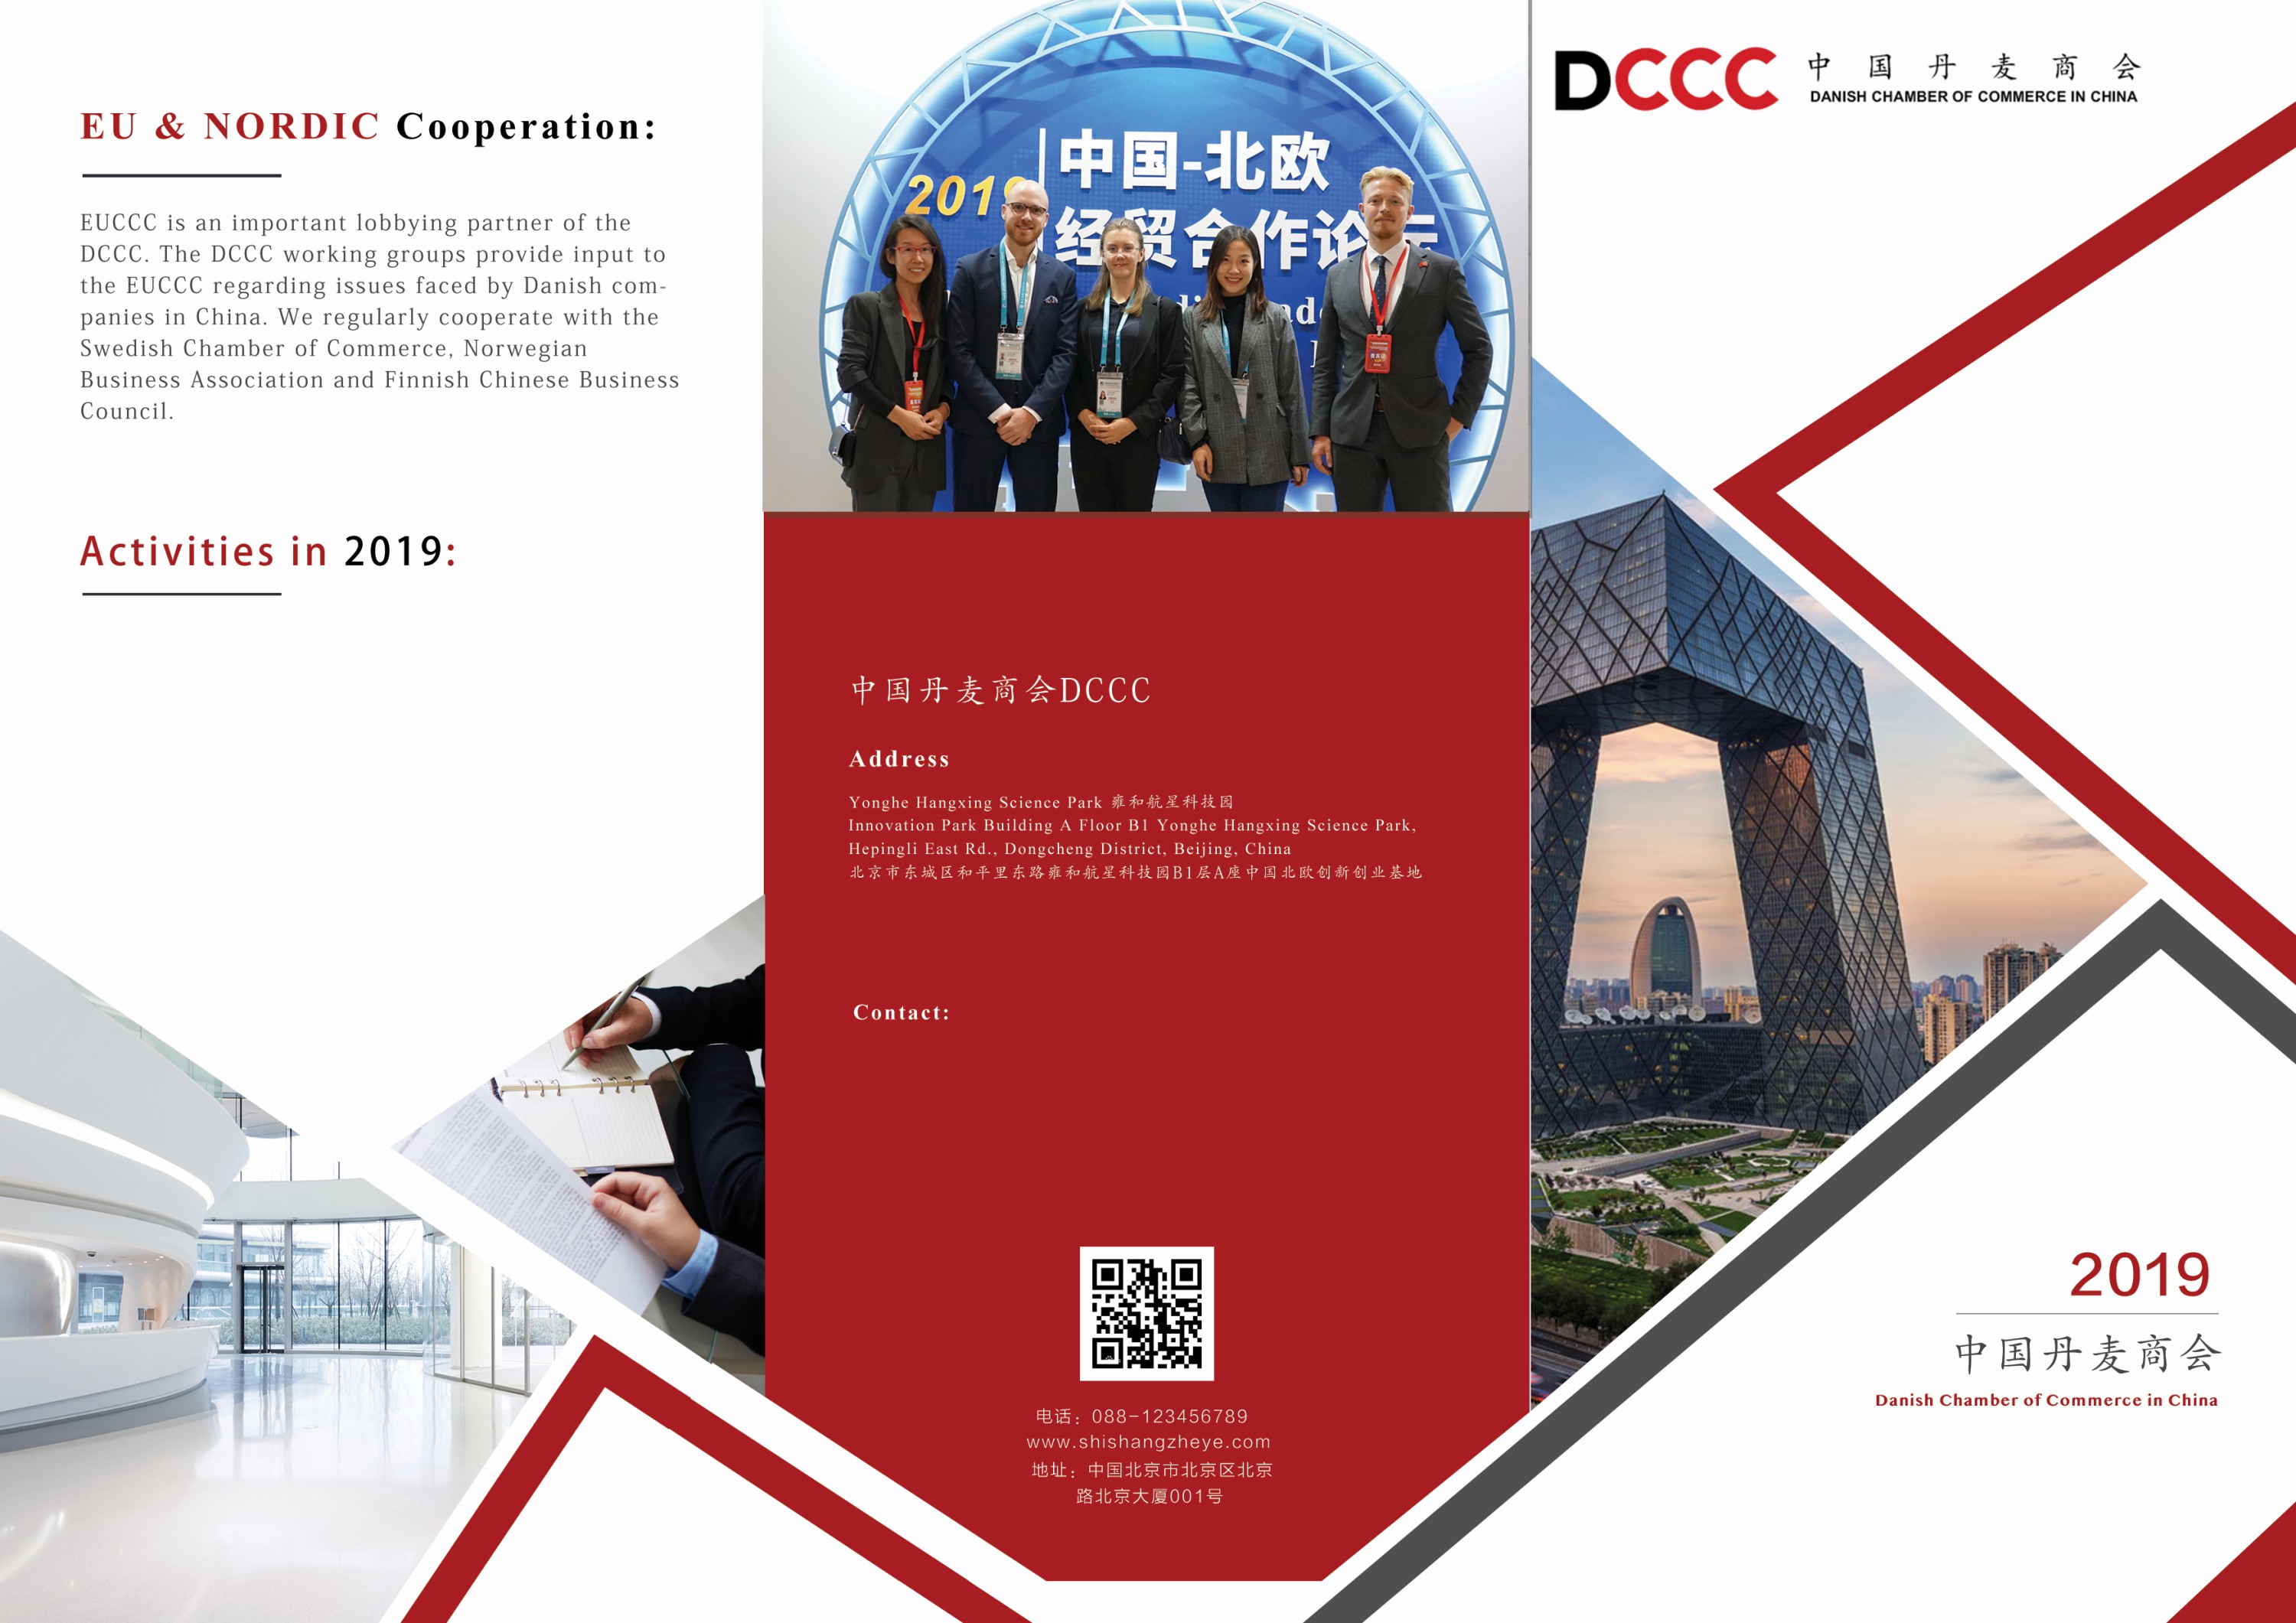 EU & NORDIC Cooperation:
EUCCC is an important lobbying partner of the
DCCC. The DCCC working groups provide input to
the EUCCC regarding issues faced by Danish com-
panies in China. We regularly cooperate with the
Swedish Chamber of Commerce, Norwegian
Business Association and Finnish Chinese Business
Council.
Activities in 2019:
2019
中国-北欧
经贸合作论坛
中国丹麦商会DCCC
Address
Yonghe Hangxing Science Park 雍和航星科技园
Innovation Park Building A Floor B1 Yonghe Hangxing Science Park,
Hepingli East Rd., Dongcheng District, Beijing, China
北京市东城区和平里东路雍和航星科技园B1层A座中国北欧创新创业基地
Contact:
电话：088-123456789
www.shishangzheye.com
地址：中国北京市北京区北京
路北京大厦001号
DCCC 中国丹麦商会
DANISH CHAMBER OF COMMERCE IN CHINA
2019
中国丹麦商会
Danish Chamber of Commerce in China